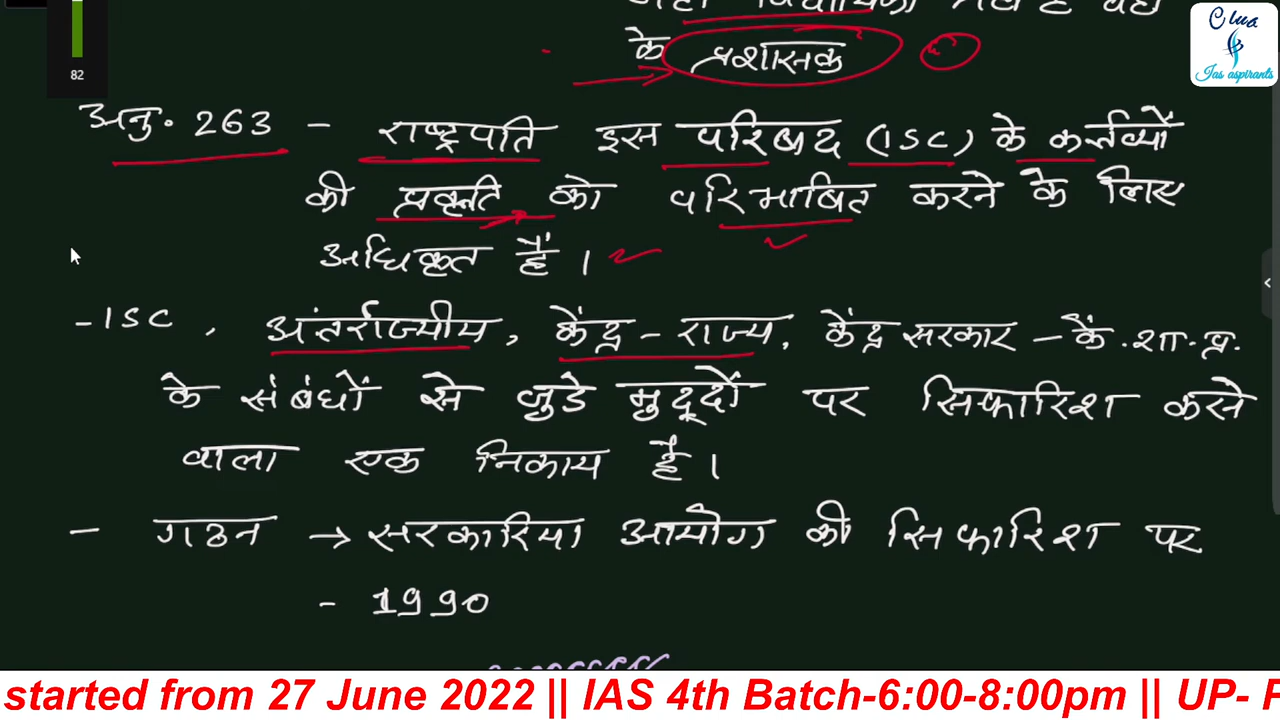 के प्रशासक
Clue
Ias aspirants
82
अनु. 263 - राष्ट्रपति इस परिषद (ISC) के कर्तव्यों
की प्रकृति को परिभाषित करने के लिए
अधिकृत हैं।
- ISC, अंतर्राज्यीय, केंद्र-राज्य, केंद्र सरकार - के.शा.प्र.
के संबंधों से जुडे मुद्दों पर सिफारिश करने
वाला एक निकाय है।
- गठन → सरकारिया आयोग की सिफारिश पर
- 1990
started from 27 June 2022 || IAS 4th Batch-6:00-8:00pm || UP-